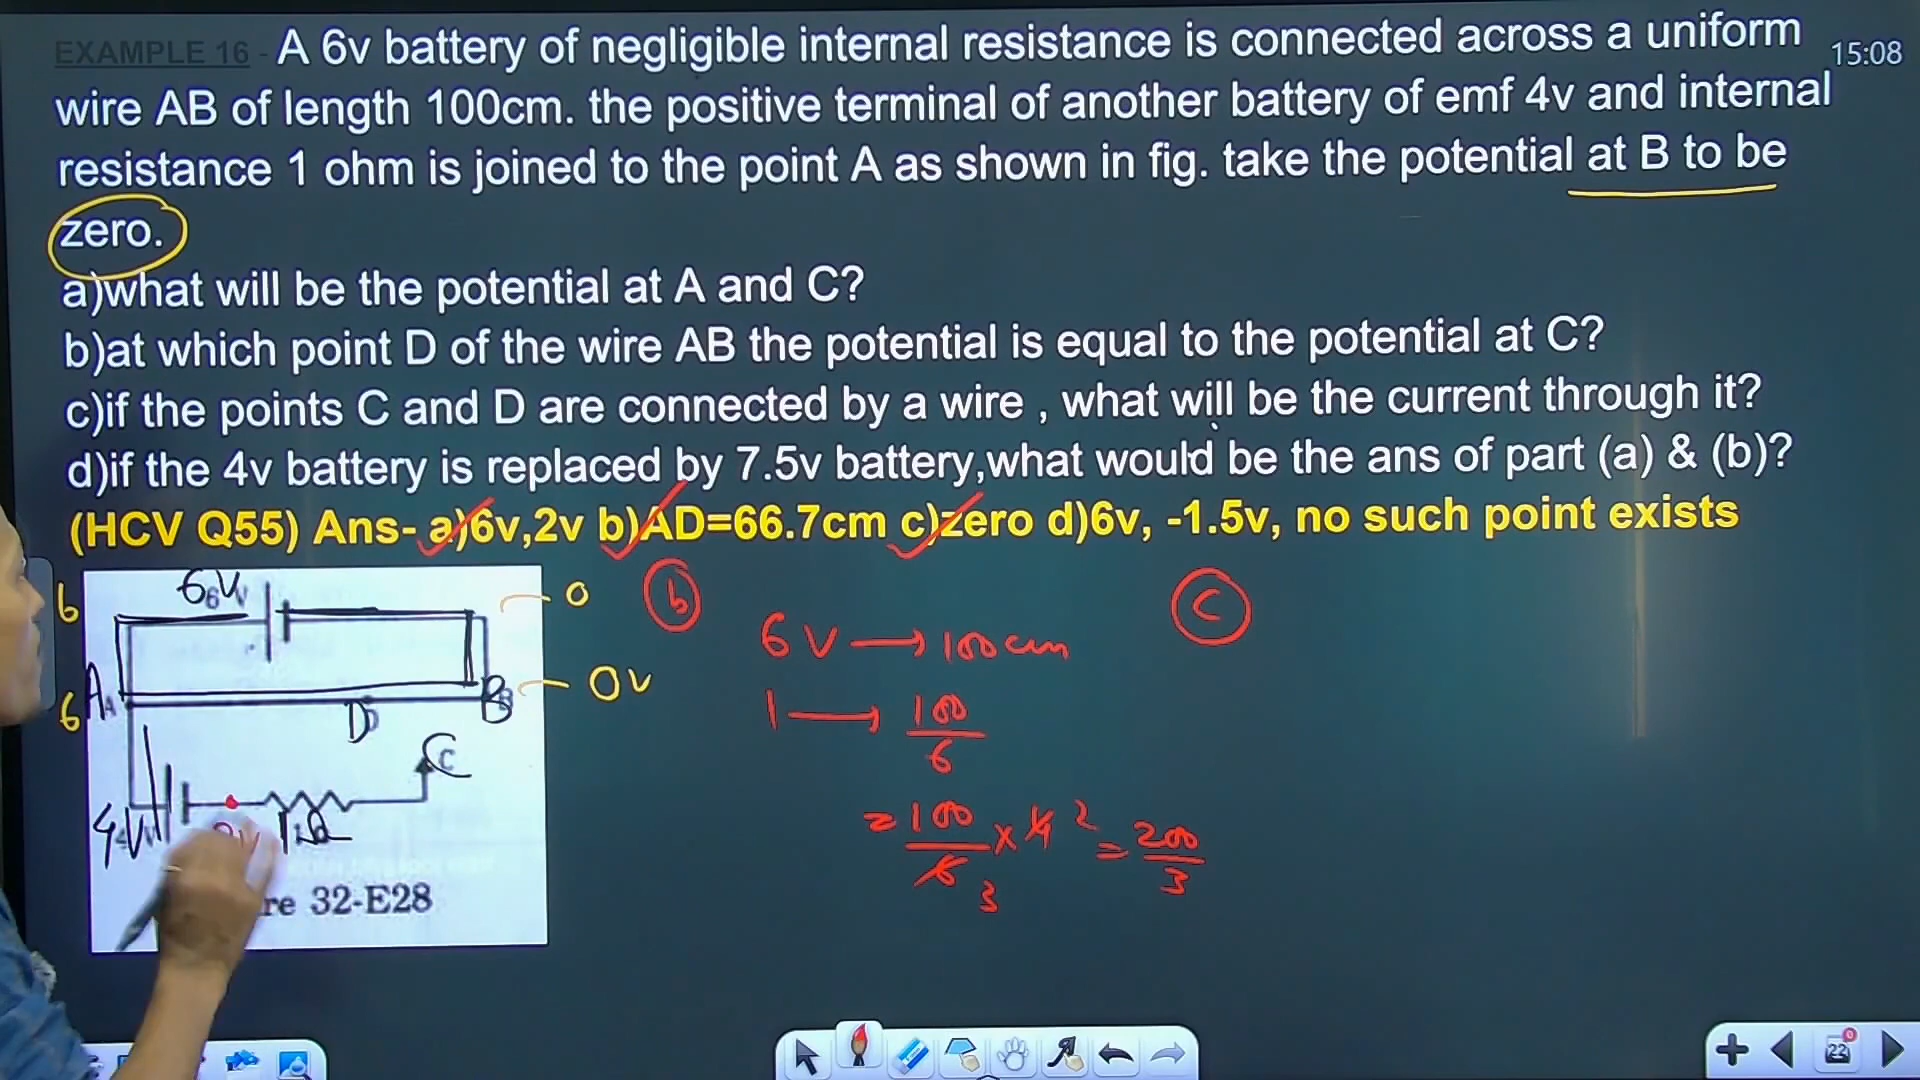 EXAMPLE 16 - A 6v battery of negligible internal resistance is connected across a uniform
15:08
wire AB of length 100cm. the positive terminal of another battery of emf 4v and internal
resistance 1 ohm is joined to the point A as shown in fig. take the potential at B to be
zero.
a)what will be the potential at A and C?
b)at which point D of the wire AB the potential is equal to the potential at C?
c)if the points C and D are connected by a wire , what will be the current through it?
d)if the 4v battery is replaced by 7.5v battery,what would be the ans of part (a) & (b)?
(HCV Q55) Ans- a)6v,2v b)AD=66.7cm c)zero d)6v, -1.5v, no such point exists
6 6V 0
A B 0v
6 D
C
4V 1Ω
re 32-E28
b
6V → 100cm
1 → 100/6
= 100/6 x 4 2 = 200/3
3
C
22
0